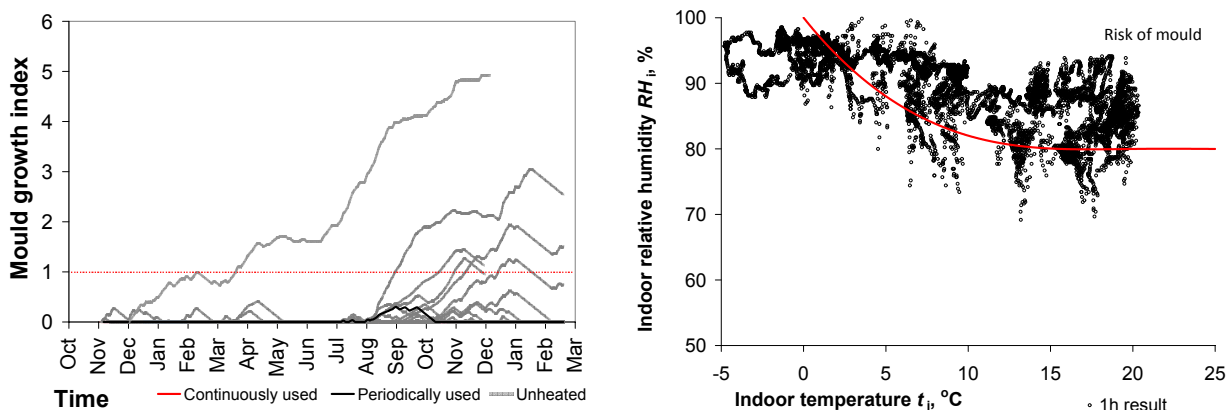 Mould growth index
6
5
4
3
2
1
0
Oct
Nov
Dec
Jan
Feb
Mar
Apr
May
Jun
Jul
Aug
Sep
Oct
Nov
Dec
Jan
Feb
Mar
Time
Continuously used
Periodically used
Unheated
Indoor relative humidity RHi, %
100
90
80
70
60
50
Risk of mould
-5
0
5
10
15
20
25
Indoor temperature ti, °C
1h result